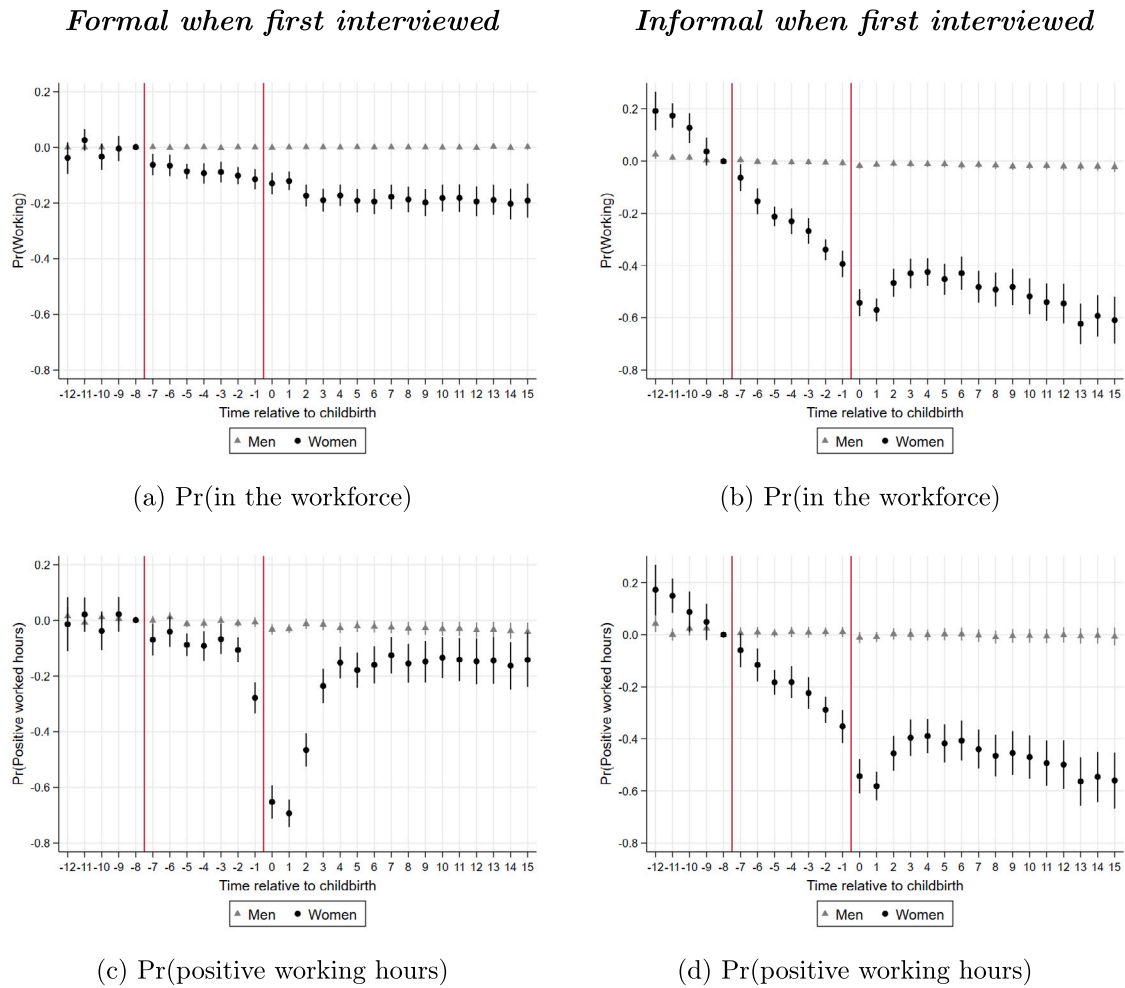 Formal when first interviewed
Informal when first interviewed
0.2
0.0
-0.2
-0.4
-0.6
-0.8
Pr(Working)
-12 -11 -10 -9 -8 -7 -6 -5 -4 -3 -2 -1 0 1 2 3 4 5 6 7 8 9 10 11 12 13 14 15
Time relative to childbirth
Men Women
(a) Pr(in the workforce)
0.2
0.0
-0.2
-0.4
-0.6
-0.8
Pr(Working)
-12 -11 -10 -9 -8 -7 -6 -5 -4 -3 -2 -1 0 1 2 3 4 5 6 7 8 9 10 11 12 13 14 15
Time relative to childbirth
Men Women
(b) Pr(in the workforce)
0.2
0.0
-0.2
-0.4
-0.6
-0.8
Pr(Positive worked hours)
-12 -11 -10 -9 -8 -7 -6 -5 -4 -3 -2 -1 0 1 2 3 4 5 6 7 8 9 10 11 12 13 14 15
Time relative to childbirth
Men Women
(c) Pr(positive working hours)
0.2
0.0
-0.2
-0.4
-0.6
-0.8
Pr(Positive worked hours)
-12 -11 -10 -9 -8 -7 -6 -5 -4 -3 -2 -1 0 1 2 3 4 5 6 7 8 9 10 11 12 13 14 15
Time relative to childbirth
Men Women
(d) Pr(positive working hours)